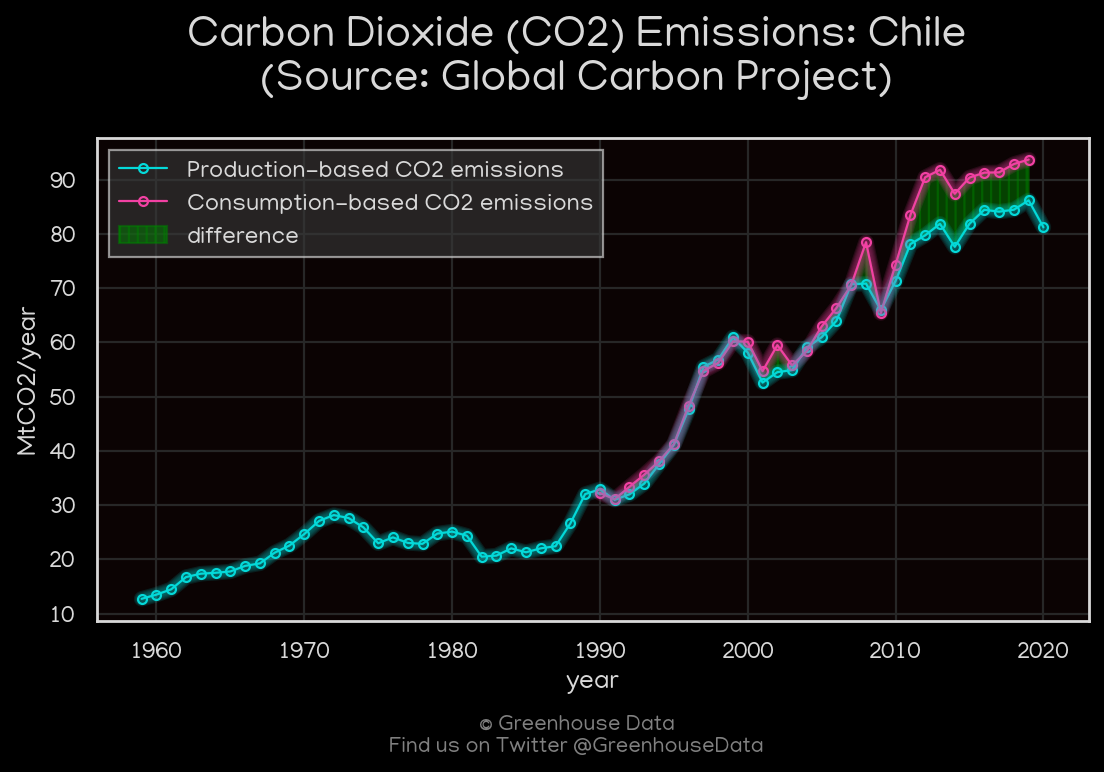 Carbon Dioxide (CO2) Emissions: Chile
(Source: Global Carbon Project)
Production-based CO2 emissions
Consumption-based CO2 emissions
difference
MtCO2/year
90
80
70
60
50
40
30
20
10
1960 1970 1980 1990 2000 2010 2020
year
© Greenhouse Data
Find us on Twitter @GreenhouseData